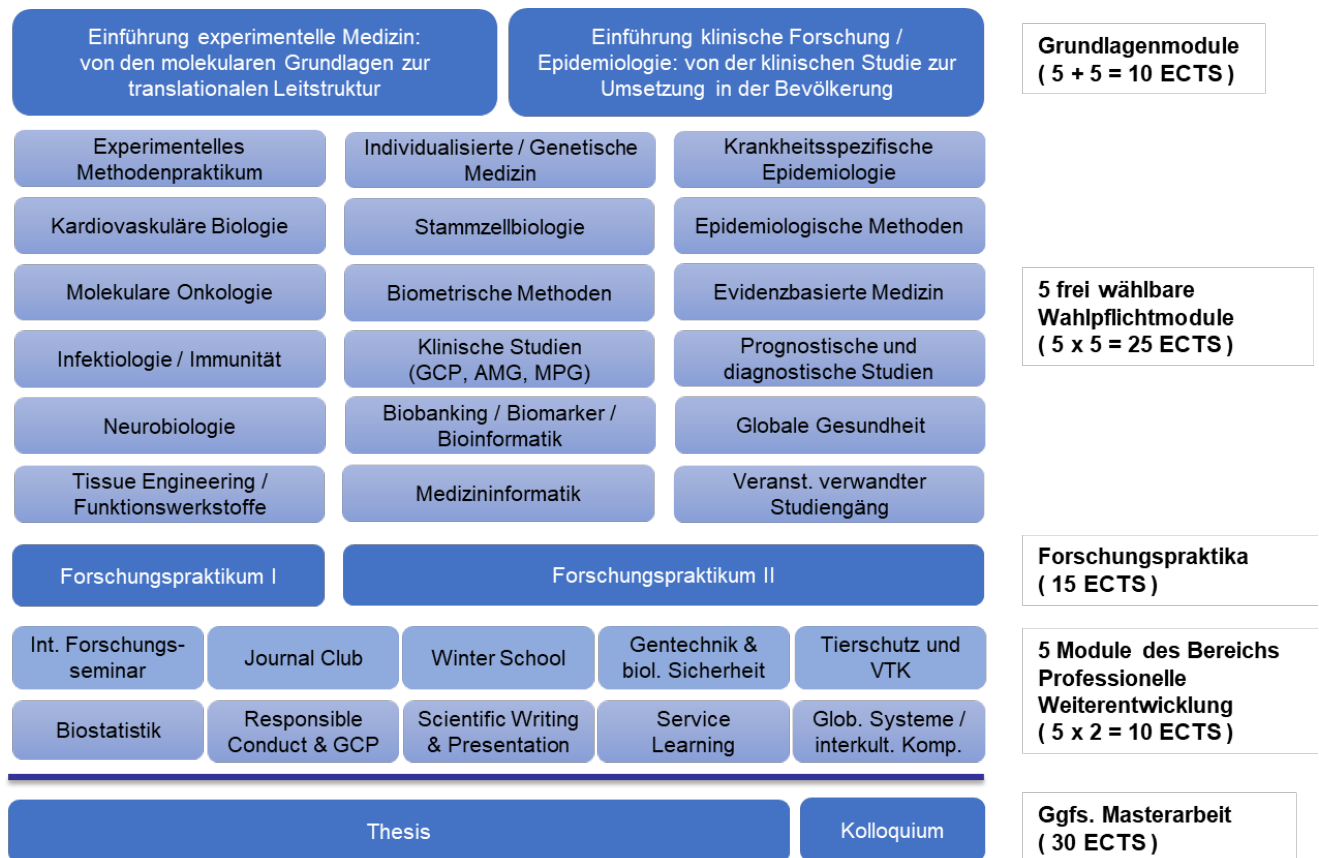 Einführung experimentelle Medizin:
von den molekularen Grundlagen zur
translationalen Leitstruktur
Einführung klinische Forschung /
Epidemiologie: von der klinischen Studie zur
Umsetzung in der Bevölkerung
Grundlagenmodule
( 5 + 5 = 10 ECTS )
Experimentelles
Methodenpraktikum
Individualisierte / Genetische
Medizin
Krankheitsspezifische
Epidemiologie
Kardiovaskuläre Biologie
Stammzellbiologie
Epidemiologische Methoden
Molekulare Onkologie
Biometrische Methoden
Evidenzbasierte Medizin
5 frei wählbare
Wahlpflichtmodule
( 5 x 5 = 25 ECTS )
Infektiologie / Immunität
Klinische Studien
(GCP, AMG, MPG)
Prognostische und
diagnostische Studien
Neurobiologie
Biobanking / Biomarker /
Bioinformatik
Globale Gesundheit
Tissue Engineering /
Funktionswerkstoffe
Medizininformatik
Veranst. verwandter
Studiengäng
Forschungspraktikum I
Forschungspraktikum II
Forschungspraktika
( 15 ECTS )
Int. Forschungs-
seminar
Journal Club
Winter School
Gentechnik &
biol. Sicherheit
Tierschutz und
VTK
5 Module des Bereichs
Professionelle
Weiterentwicklung
( 5 x 2 = 10 ECTS )
Biostatistik
Responsible
Conduct & GCP
Scientific Writing
& Presentation
Service
Learning
Glob. Systeme /
interkult. Komp.
Thesis
Kolloquium
Ggfs. Masterarbeit
( 30 ECTS )